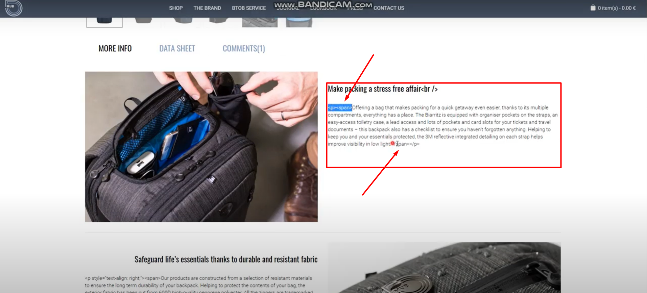 www.BANDICAM.com
SHOP THE BRAND BTOB SERVICE CONTACT US 0 item(s) - 0.00 €
MORE INFO DATA SHEET COMMENTS(1)
Make packing a stress free affair<br />
<p><span>Offering a bag that makes packing for a quick getaway even easier, thanks to its multiple
compartments, everything has a place. The Biarritz is equipped with organiser pockets on the straps, an
easy-access toiletry case, a lead access and lots of pockets and card slots for your tickets and travel
documents – this backpack also has a checklist to ensure you haven't forgotten anything. Helping to
keep you and your essentials protected, the 3M reflective integrated detailing on each strap helps
improve visibility in low light. span></p>
Safeguard life's essentials thanks to durable and resistant fabric
<p style="text-align: right;"><span>Our products are constructed from a selection of resistant materials
to ensure the long term durability of your backpack. Helping to protect the contents of your bag, the